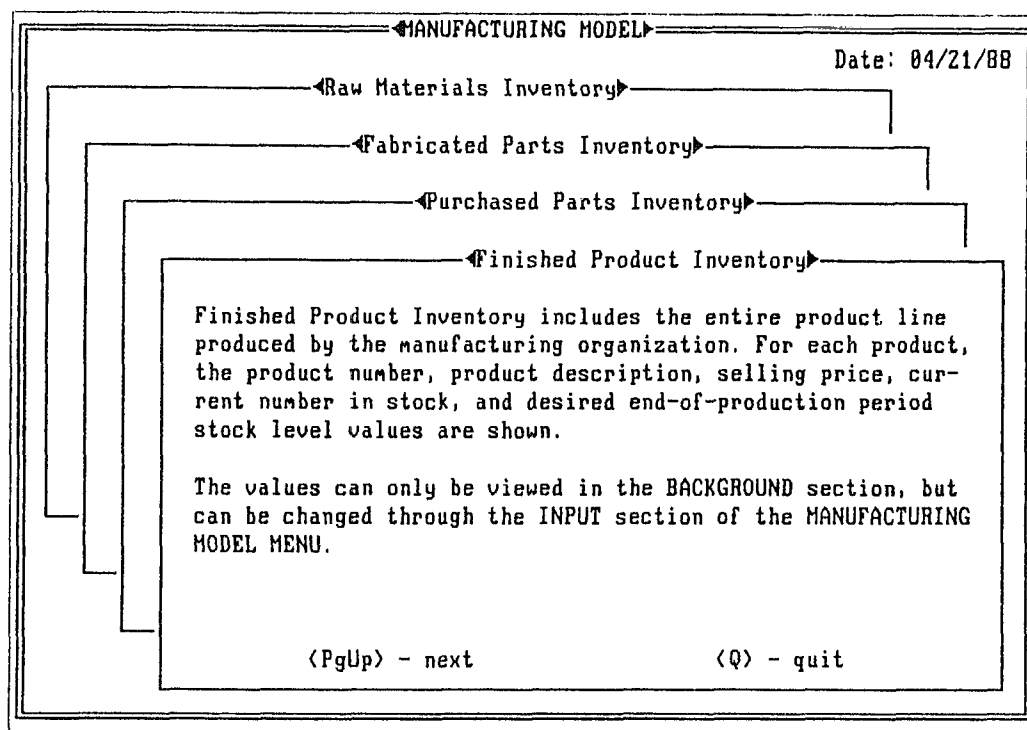 MANUFACTURING MODEL
Date: 04/21/88
Raw Materials Inventory
Fabricated Parts Inventory
Purchased Parts Inventory
Finished Product Inventory
Finished Product Inventory includes the entire product line
produced by the manufacturing organization. For each product,
the product number, product description, selling price, cur-
rent number in stock, and desired end-of-production period
stock level values are shown.
The values can only be viewed in the BACKGROUND section, but
can be changed through the INPUT section of the MANUFACTURING
MODEL MENU.
<PgUp> - next <Q> - quit